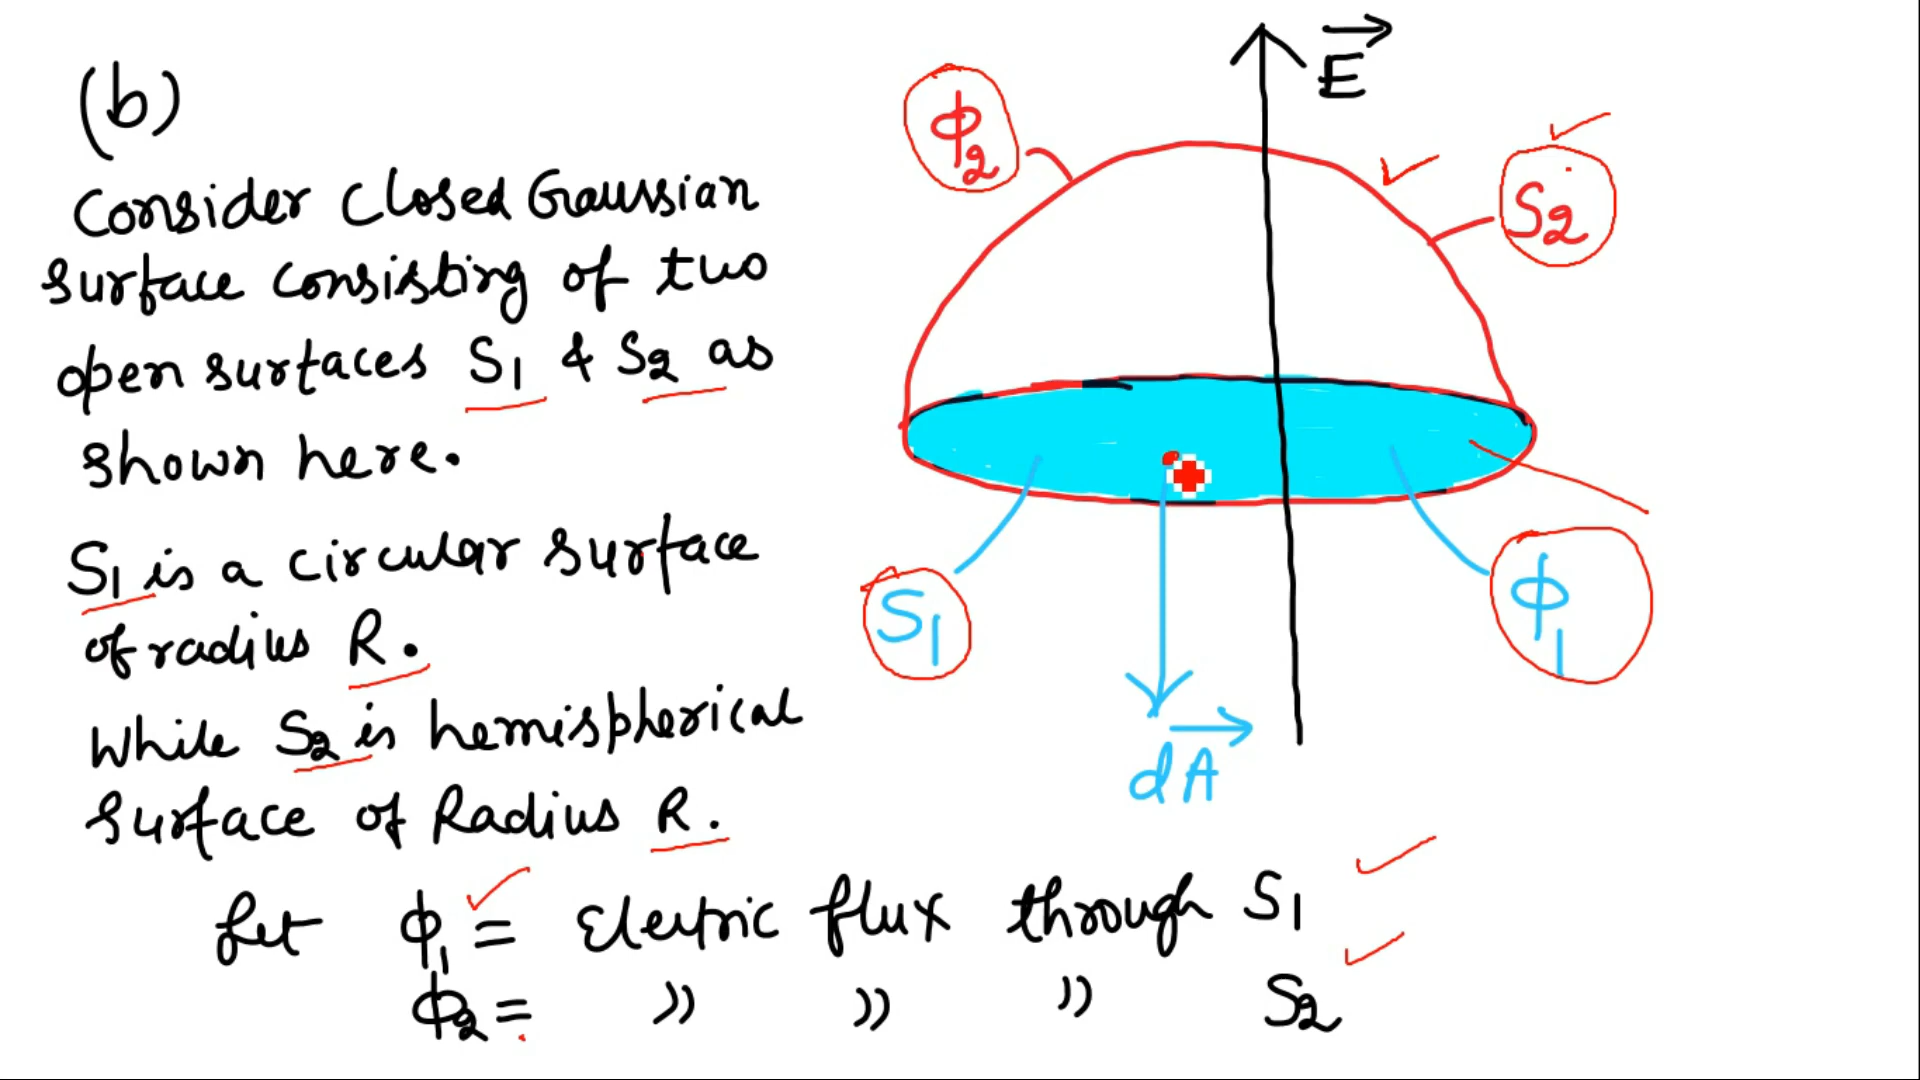 (b)
Consider Closed Gaussian
surface consisting of two
open surfaces S1 & S2 as
shown here.
S1 is a circular surface
of radius R.
While S2 is hemispherical
surface of Radius R.
Let ϕ1 = Electric flux through S1
ϕ2 = " " " S2
E
ϕ2
S2
S1
ϕ1
dA